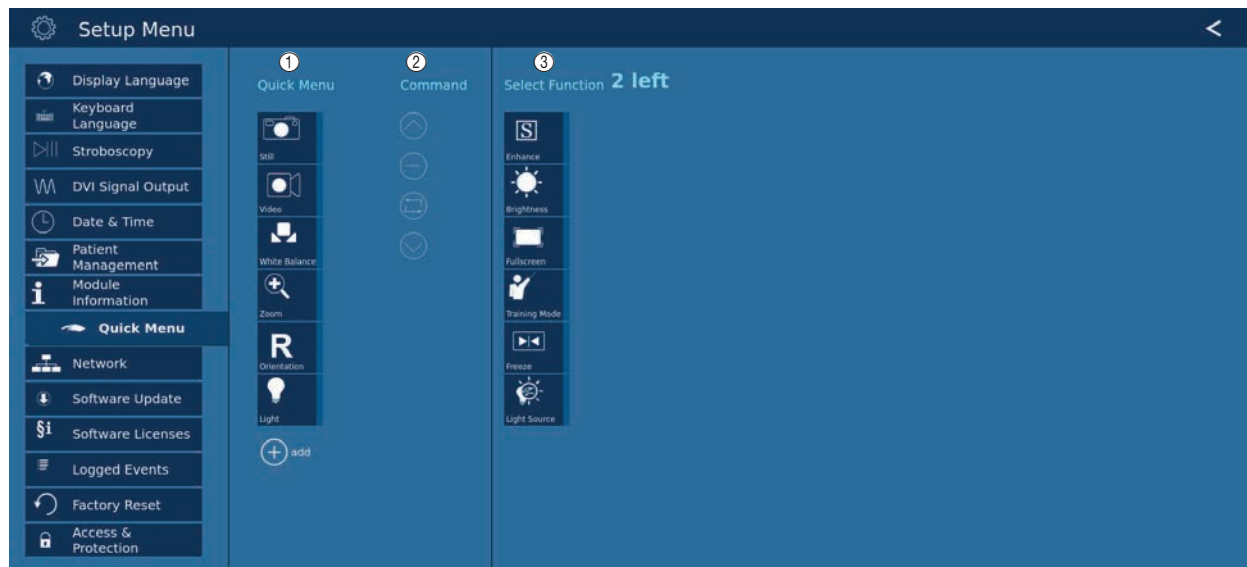 Setup Menu
<
Display Language
Keyboard
Language
Stroboscopy
DVI Signal Output
Date & Time
Patient
Management
Module
Information
Quick Menu
Network
Software Update
Software Licenses
Logged Events
Factory Reset
Access &
Protection
1
Quick Menu
Still
Video
White Balance
Zoom
R
Orientation
Light
add
2
Command
3
Select Function 2 left
S
Enhance
Brightness
Fullscreen
Training Mode
Freeze
Light Source
i
§i